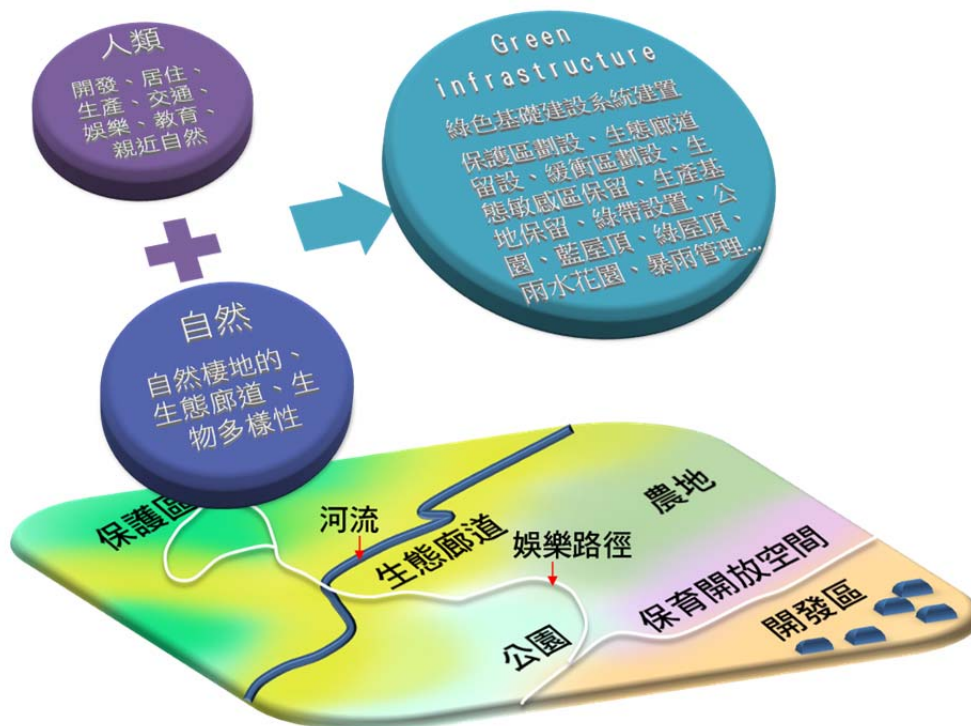 人類
開發、居住、
生產、交通、
娛樂、教育、
親近自然
Green
infrastructure
綠色基礎建設系統建置
保護區劃設、生態廊道
留設、緩衝區劃設、生
態敏感區保留、生產基
地保留、綠帶設置、公
園、藍屋頂、綠屋頂、
雨水花園、暴雨管理...
自然
自然棲地的、
生態廊道、生
物多樣性
保護區
河流
生態廊道
娛樂路徑
農地
保育開放空間
公園
開發區